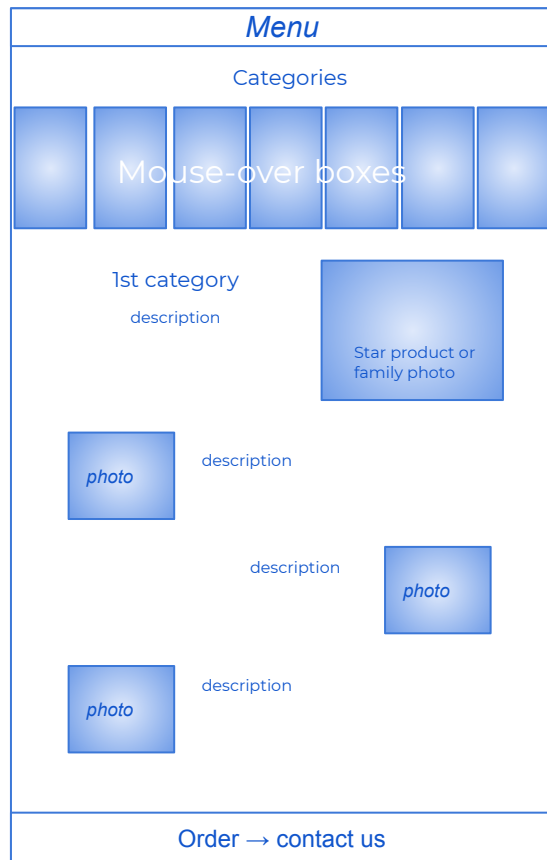 Menu
Categories
Mouse-over boxes
1st category
description
Star product or
family photo
photo
description
description
photo
photo
description
Order → contact us